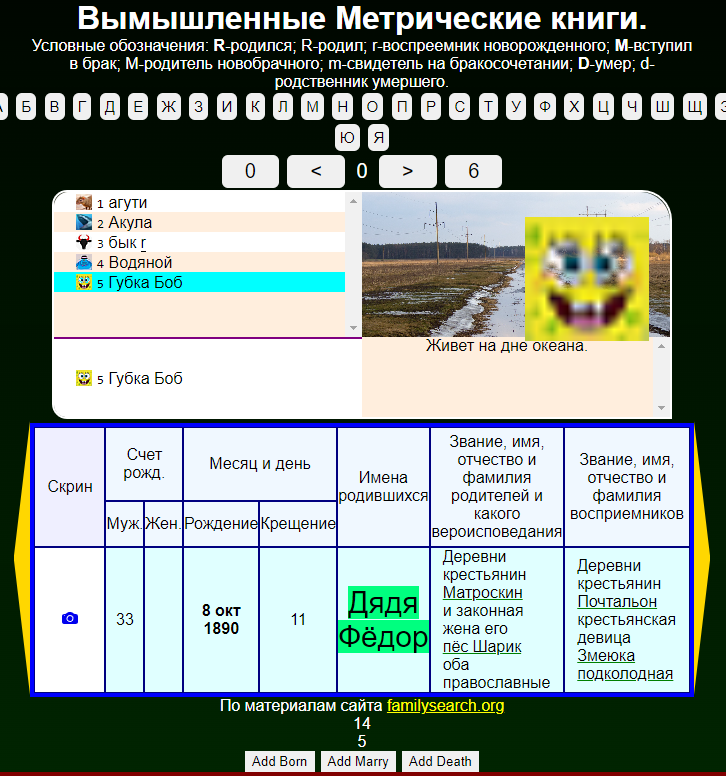 Вымышленные Метрические книги.
Условные обозначения: R-родился; R-родил; r-восприемник новорожденного; M-вступил
в брак; M-родитель новобрачного; m-свидетель на бракосочетании; D-умер; d-
родственник умершего.
А Б В Г Д Е Ж З И К Л М Н О П Р С Т У Ф Х Ц Ч Ш Щ Э
Ю Я
0 < 0 > 6
1 агути
2 Акула
3 бык r
4 Водяной
5 Губка Боб
Живет на дне океана.
5 Губка Боб
Скрин
Счет
рожд.
Месяц и день
Имена
родившихся
Звание, имя,
отчество и
фамилия
родителей и
какого
вероисповедания
Звание, имя,
отчество и
фамилия
восприемников
Муж. Жен. Рождение Крещение
33
8 окт
1890
11
Дядя
Фёдор
Деревни
крестьянин
Матроскин
и законная
жена его
пёс Шарик
оба
православные
Деревни
крестьянин
Почтальон
крестьянская
девица
Змеюка
подколодная
По материалам сайта familysearch.org
14
5
Add Born Add Marry Add Death